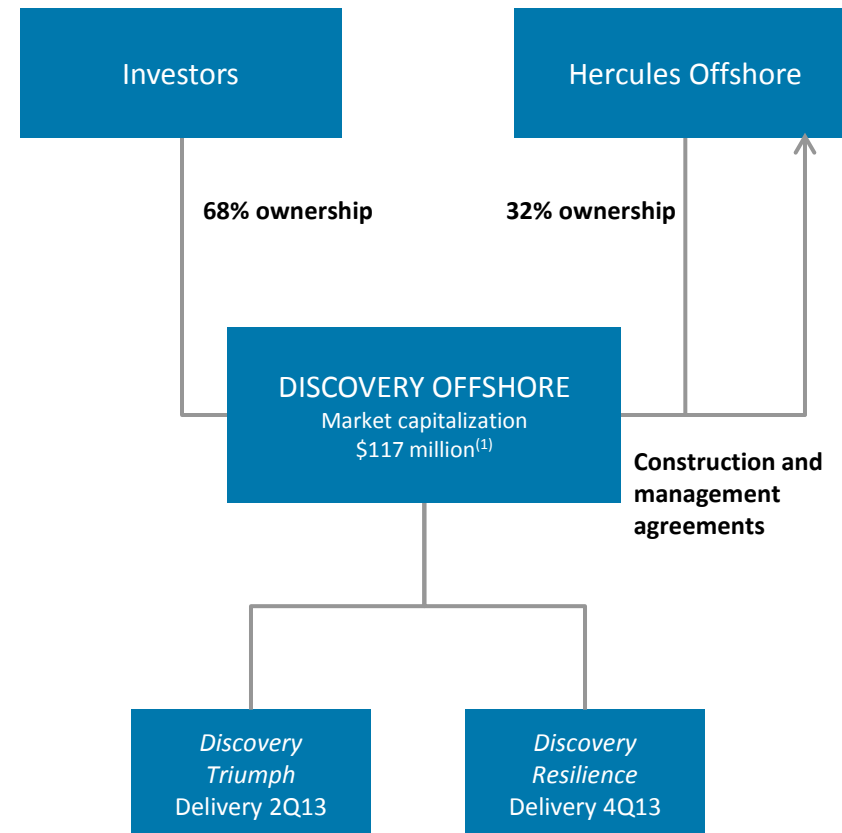 Investors
Hercules Offshore
68% ownership
32% ownership
DISCOVERY OFFSHORE
Market capitalization
$117 million(1)
Construction and
management
agreements
Discovery
Triumph
Delivery 2Q13
Discovery
Resilience
Delivery 4Q13